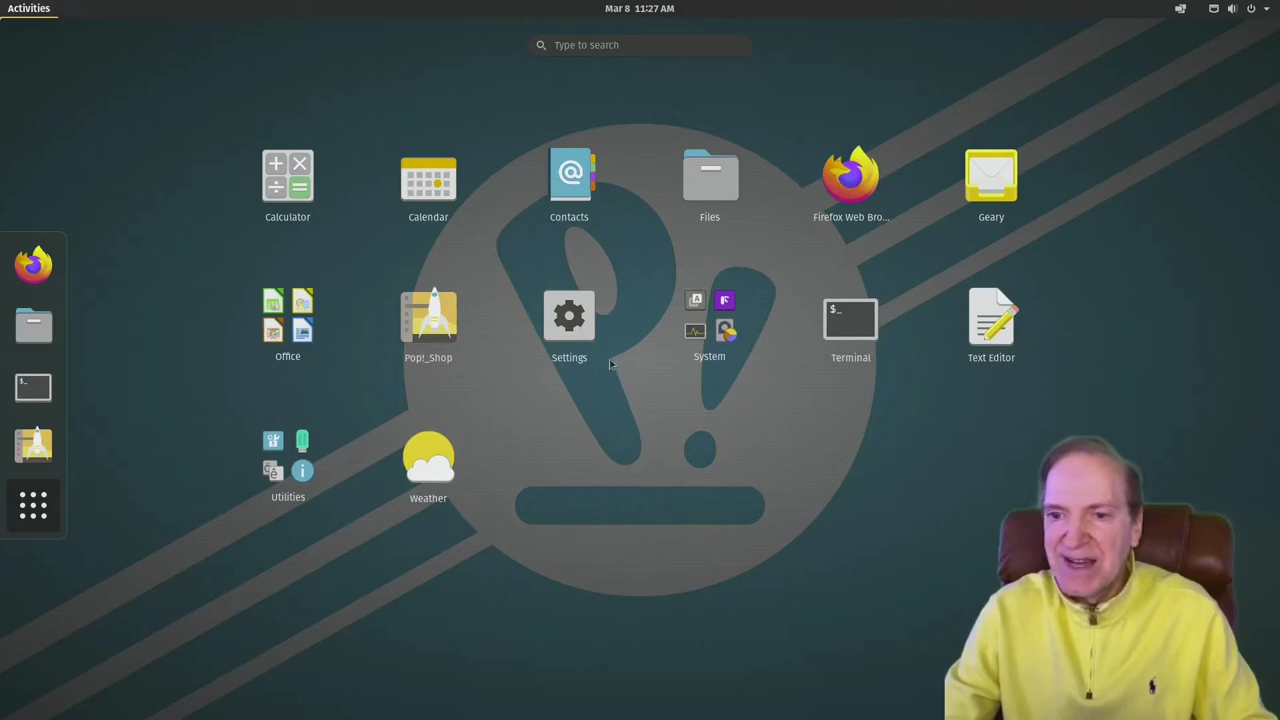 Activities
Mar 8 11:27 AM
Type to search
Calculator
Calendar
Contacts
Files
Firefox Web Bro...
Geary
Office
Pop!_Shop
Settings
System
Terminal
Text Editor
Utilities
Weather